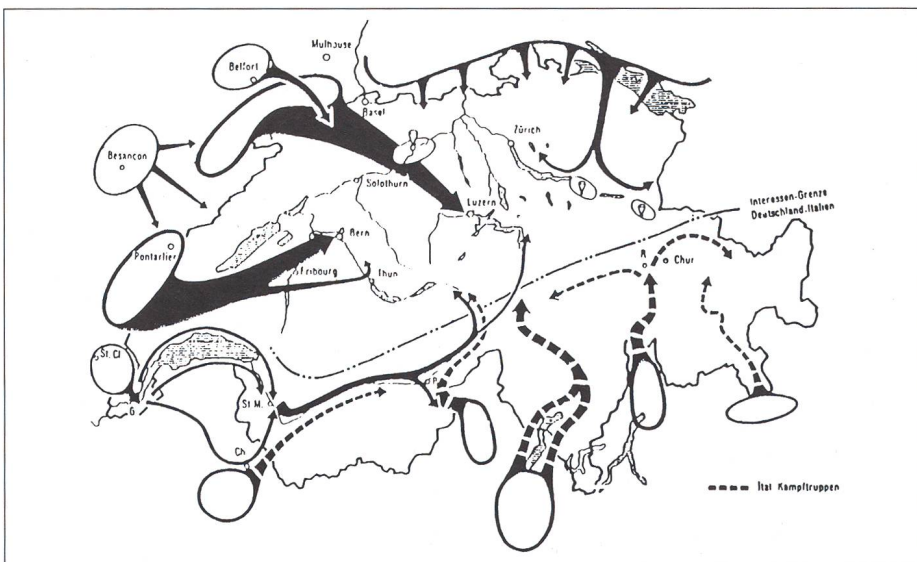 Mulhouse
Belfort
Basel
Besançon
Zürich
Solothurn
Luzern
Interessen-Grenze
Deutschland-Italien
Pontarlier
Bern
Fribourg
Thun
R
Chur
St. Cl
G
St M.
P.
Ch
Ital Kampftruppen